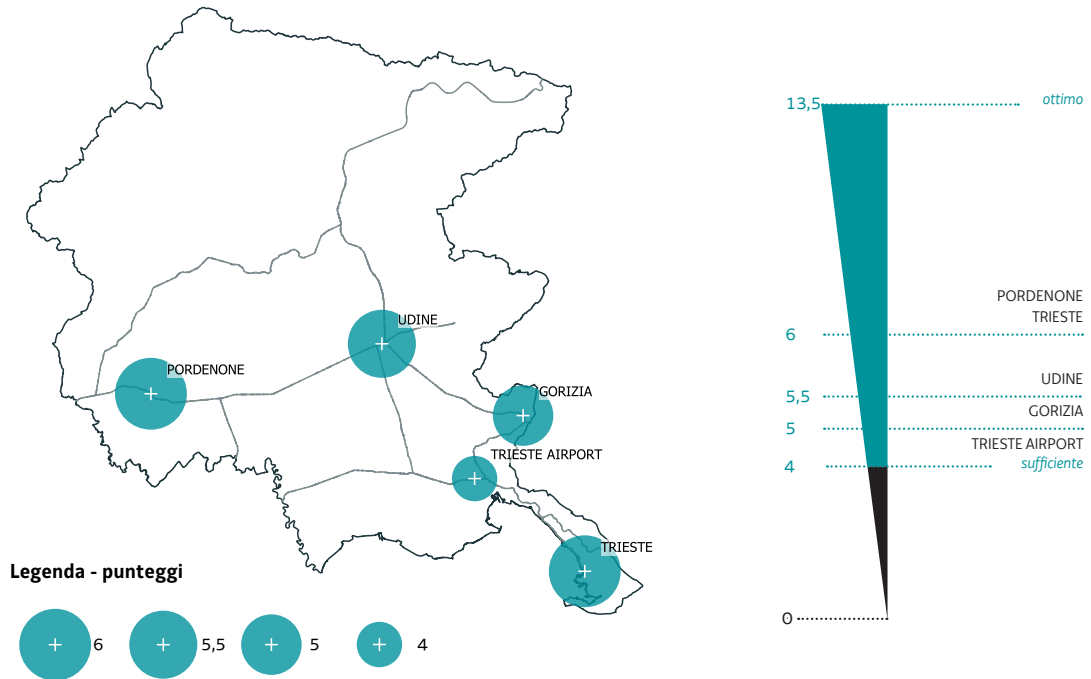 UDINE
PORDENONE
GORIZIA
TRIESTE AIRPORT
TRIESTE
Legenda - punteggi
6
5,5
5
4
13,5
ottimo
PORDENONE
TRIESTE
6
UDINE
5,5
GORIZIA
5
TRIESTE AIRPORT
4
sufficiente
0